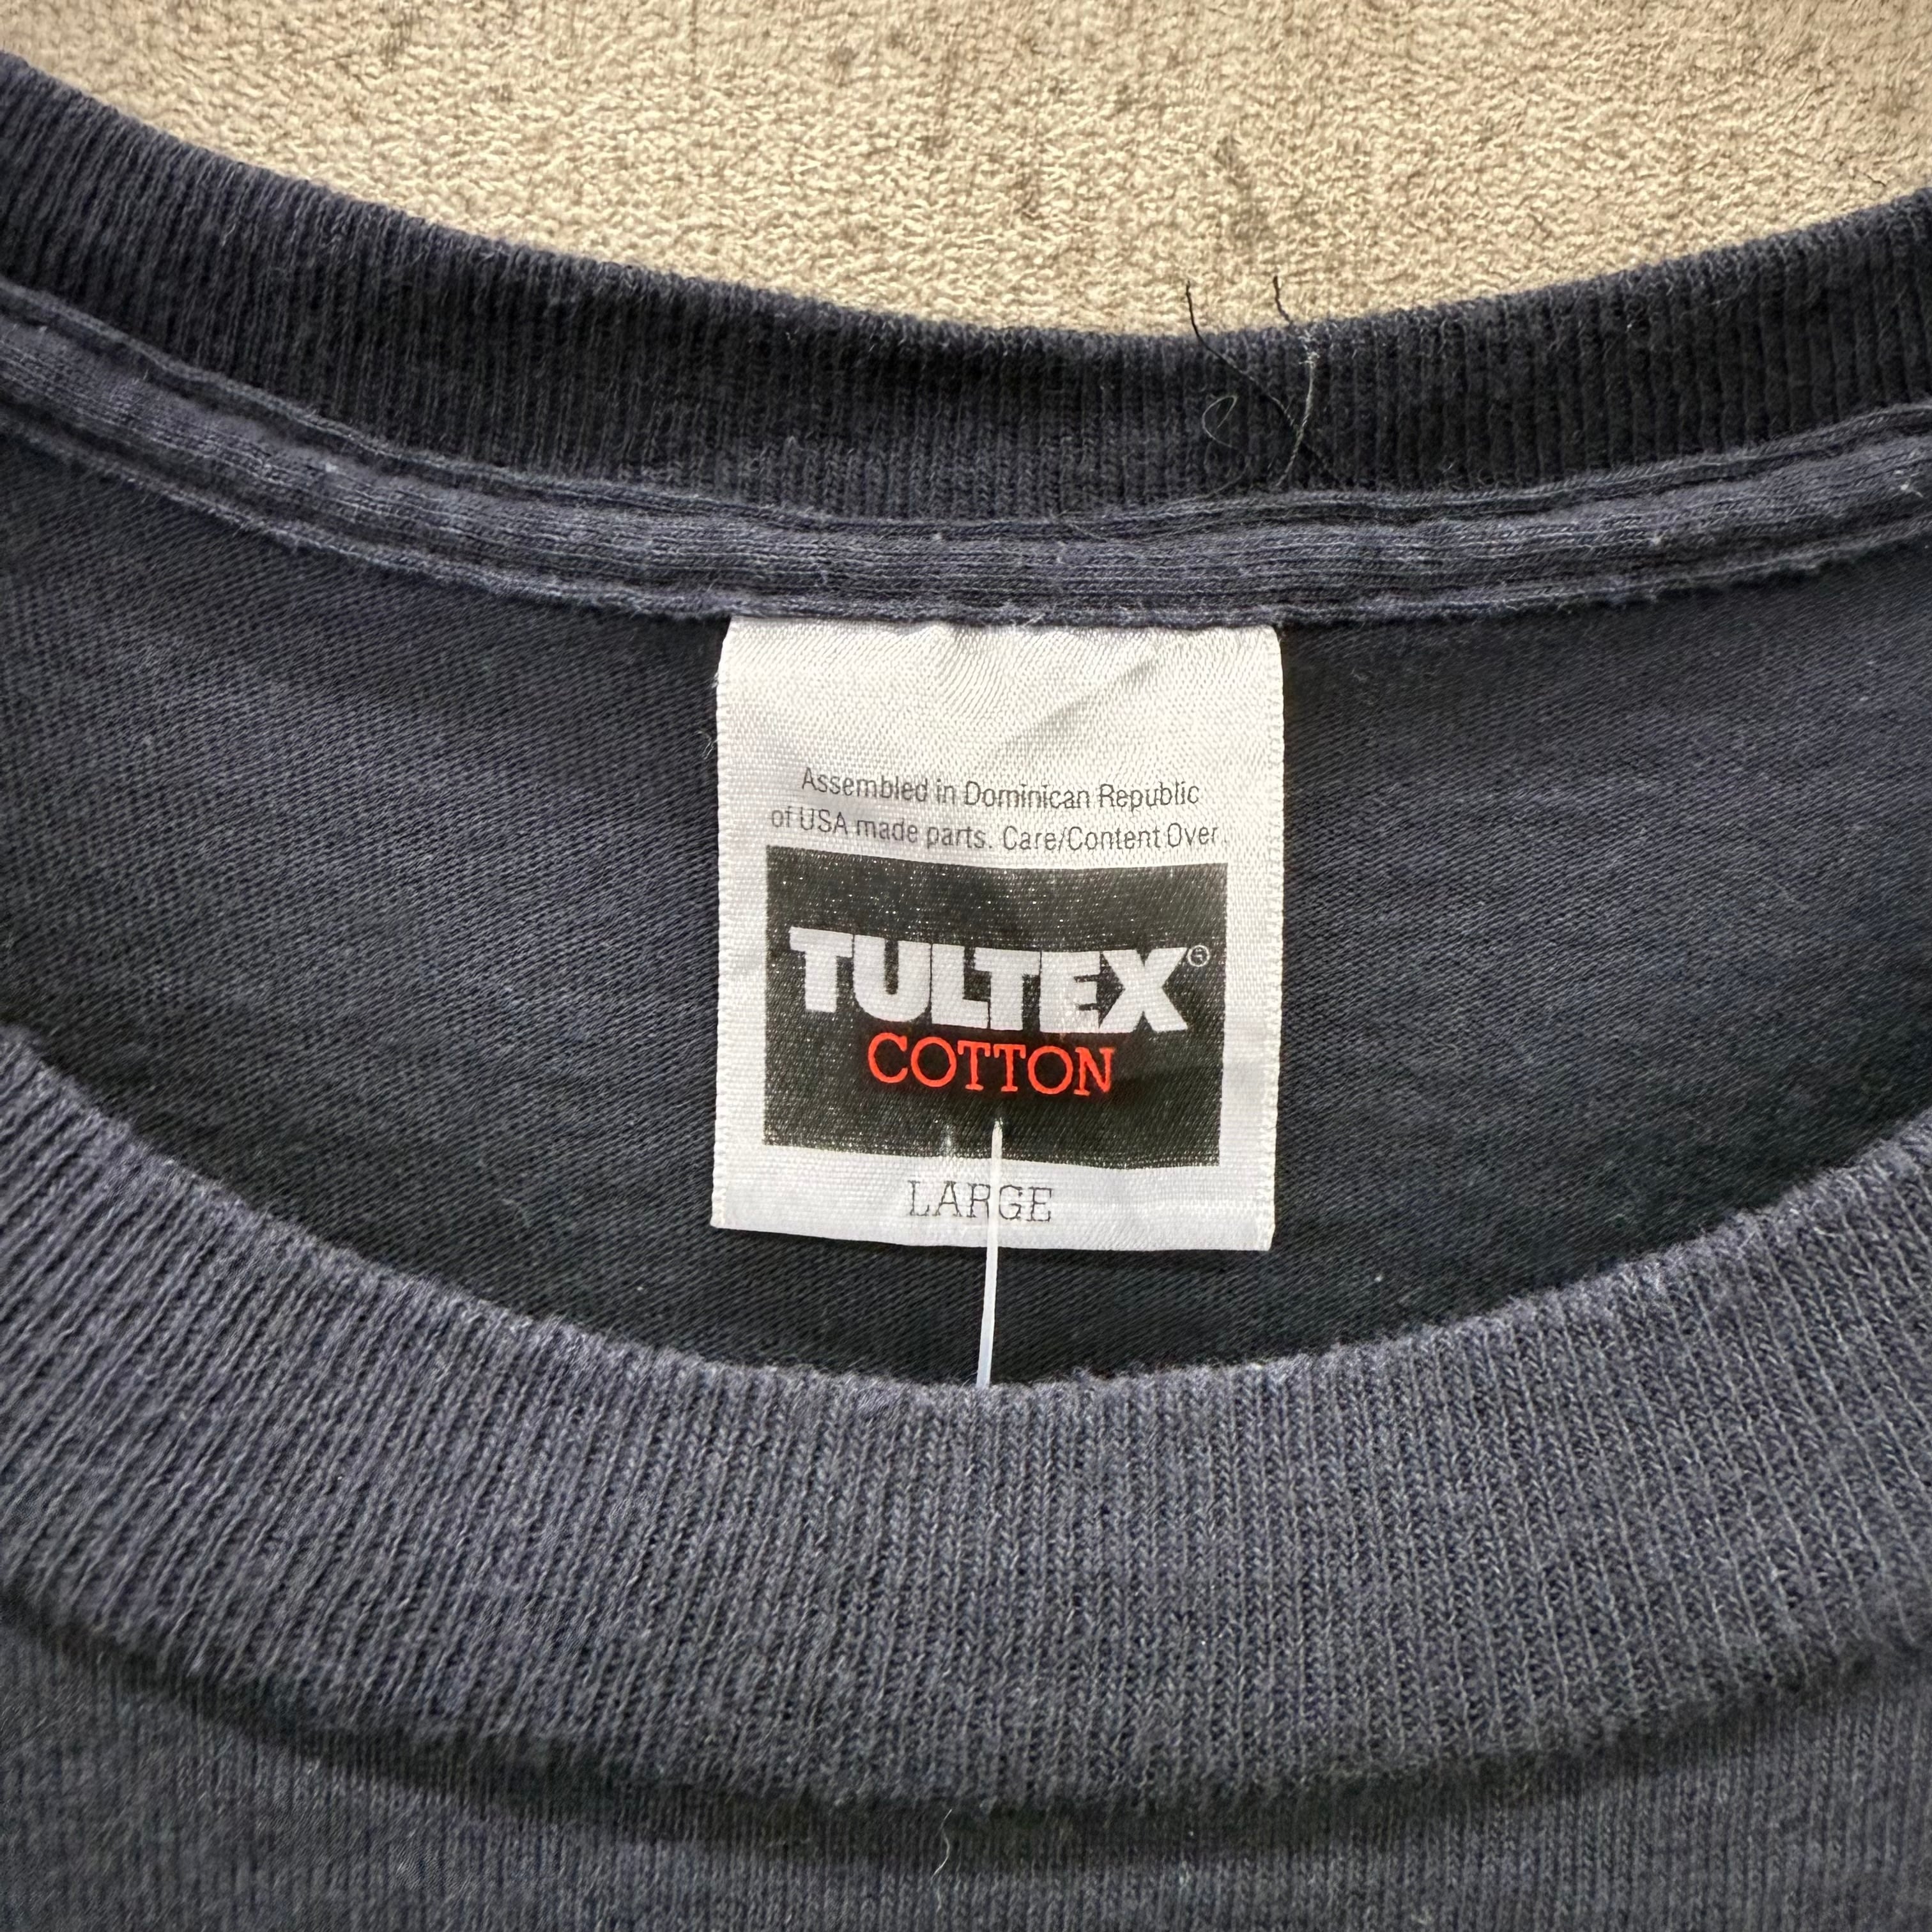 Assembled in Dominican Republic
of USA made parts. Care/Content Over.
TULTEX®
COTTON
LARGE